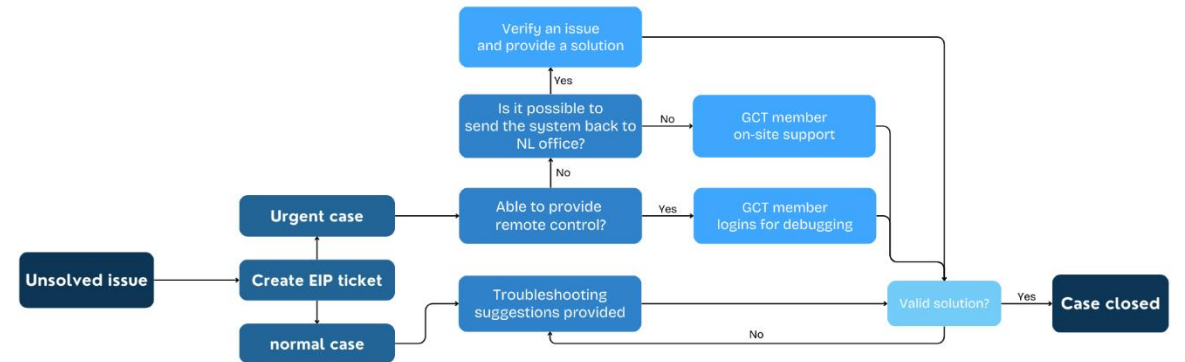 Verify an issue
and provide a solution
Yes
Is it possible to
send the system back to
NL office?
No
GCT member
on-site support
No
Urgent case
Able to provide
remote control?
Yes
GCT member
logins for debugging
Unsolved issue
Create EIP ticket
Troubleshooting
suggestions provided
Valid solution?
Yes
Case closed
No
normal case